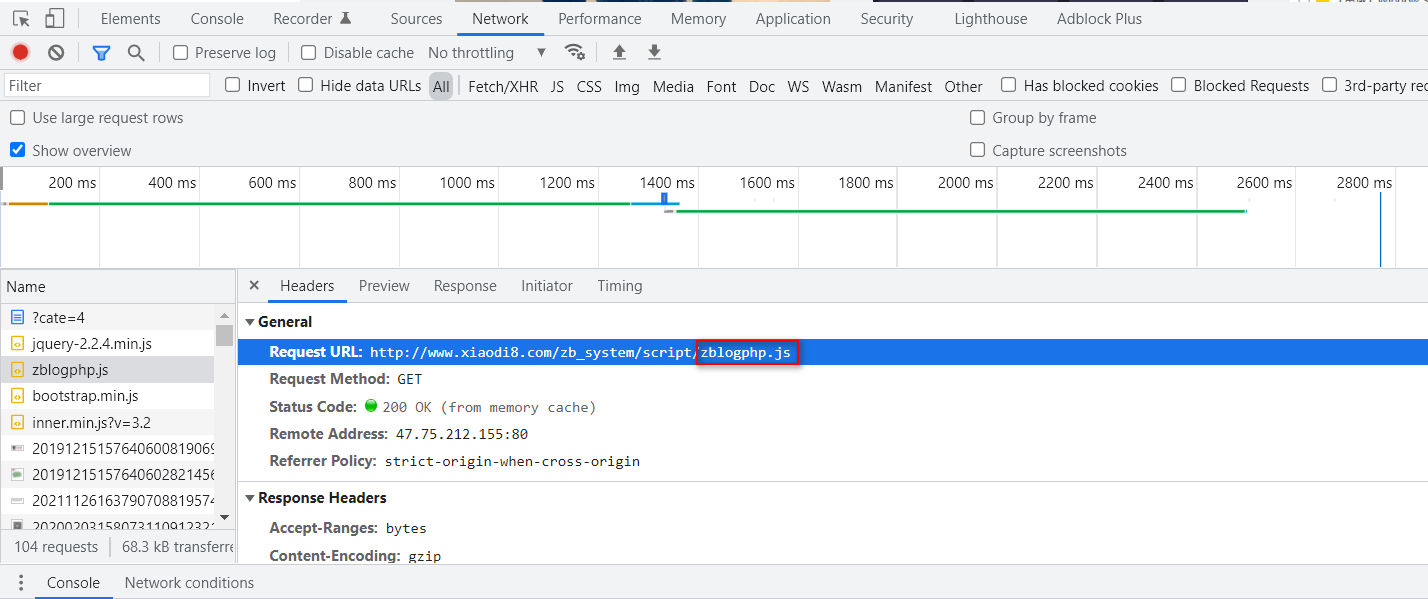 Elements Console Recorder Sources Network Performance Memory Application Security Lighthouse Adblock Plus
Preserve log Disable cache No throttling
Filter Invert Hide data URLs All Fetch/XHR JS CSS Img Media Font Doc WS Wasm Manifest Other Has blocked cookies Blocked Requests 3rd-party rec
Use large request rows Group by frame
Show overview Capture screenshots
200 ms 400 ms 600 ms 800 ms 1000 ms 1200 ms 1400 ms 1600 ms 1800 ms 2000 ms 2200 ms 2400 ms 2600 ms 2800 ms
Name
?cate=4
jquery-2.2.4.min.js
zblogphp.js
bootstrap.min.js
inner.min.js?v=3.2
20191215157640600819069
20191215157640602821456
20211126163790708819574
202002031580731109123231
104 requests 68.3 kB transferre
× Headers Preview Response Initiator Timing
General
Request URL: http://www.xiaodi8.com/zb_system/script/zblogphp.js
Request Method: GET
Status Code: 200 OK (from memory cache)
Remote Address: 47.75.212.155:80
Referrer Policy: strict-origin-when-cross-origin
Response Headers
Accept-Ranges: bytes
Content-Encoding: gzip
Console Network conditions